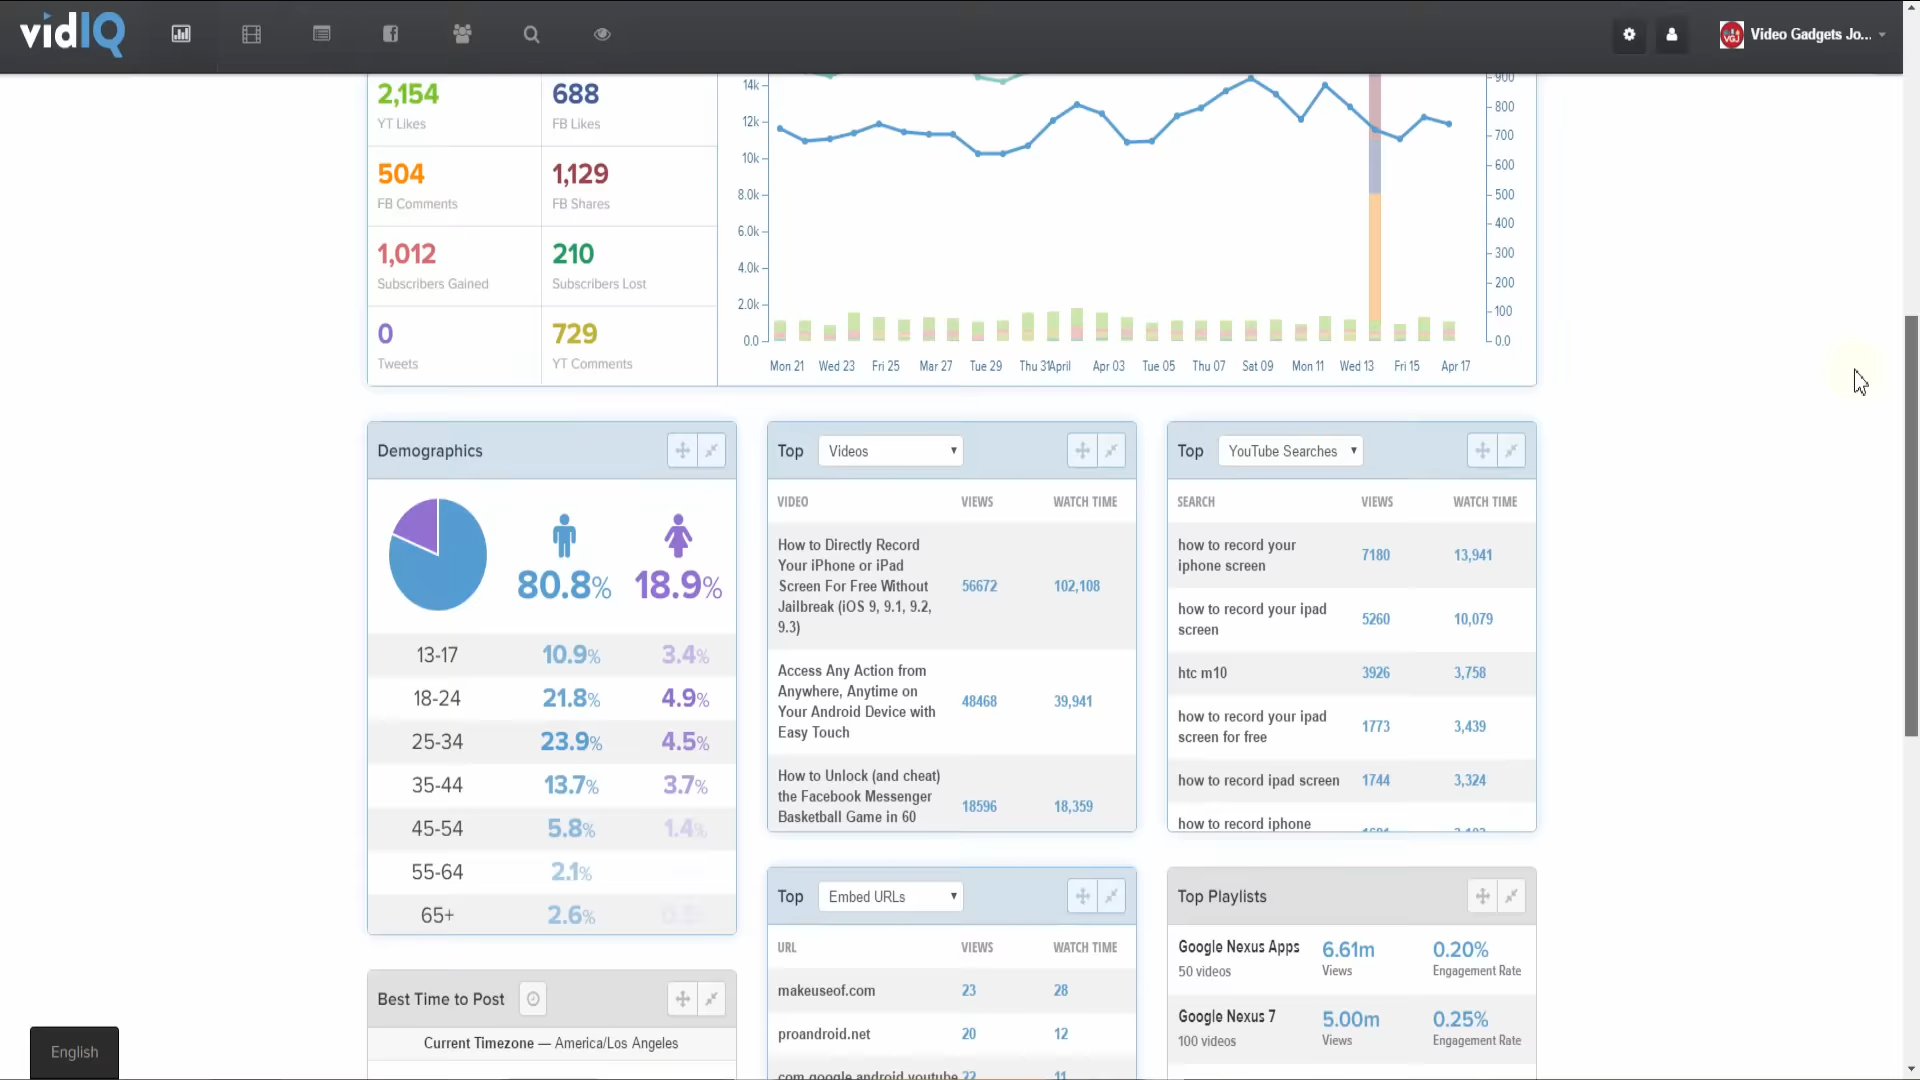 vidIQ
Video Gadgets Jo...
2,154
YT Likes
688
FB Likes
504
FB Comments
1,129
FB Shares
1,012
Subscribers Gained
210
Subscribers Lost
0
Tweets
729
YT Comments
14k
12k
10k
8.0k
6.0k
4.0k
2.0k
0.0
900
800
700
600
500
400
300
200
100
0.0
Mon 21 Wed 23 Fri 25 Mar 27 Tue 29 Thu 31 April Apr 03 Tue 05 Thu 07 Sat 09 Mon 11 Wed 13 Fri 15 Apr 17
Demographics
80.8% 18.9%
13-17 10.9% 3.4%
18-24 21.8% 4.9%
25-34 23.9% 4.5%
35-44 13.7% 3.7%
45-54 5.8% 1.4%
55-64 2.1%
65+ 2.6%
Best Time to Post
Current Timezone — America/Los Angeles
Top Videos
VIDEO VIEWS WATCH TIME
How to Directly Record
Your iPhone or iPad
Screen For Free Without
Jailbreak (iOS 9, 9.1, 9.2,
9.3)
56672 102,108
Access Any Action from
Anywhere, Anytime on
Your Android Device with
Easy Touch
48468 39,941
How to Unlock (and cheat)
the Facebook Messenger
Basketball Game in 60
18596 18,359
Top YouTube Searches
SEARCH VIEWS WATCH TIME
how to record your
iphone screen
7180 13,941
how to record your ipad
screen
5260 10,079
htc m10 3926 3,758
how to record your ipad
screen for free
1773 3,439
how to record ipad screen 1744 3,324
how to record iphone
Top Embed URLs
URL VIEWS WATCH TIME
makeuseof.com 23 28
proandroid.net 20 12
com.google.android.youtube 22 11
Top Playlists
Google Nexus Apps
50 videos
6.61m
Views
0.20%
Engagement Rate
Google Nexus 7
100 videos
5.00m
Views
0.25%
Engagement Rate
English